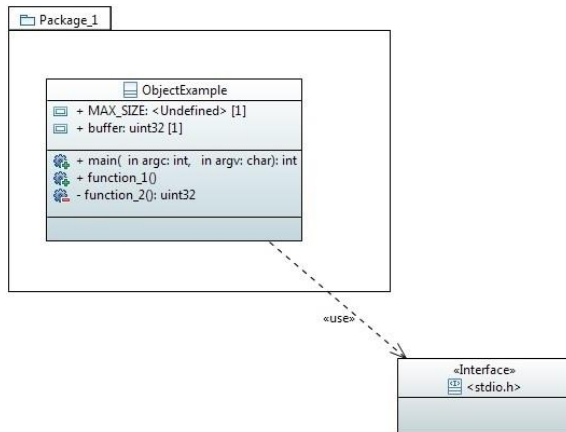 Package_1
ObjectExample
+ MAX_SIZE: <Undefined> [1]
+ buffer: uint32 [1]
+ main( in argc: int, in argv: char): int
+ function_1()
- function_2(): uint32
«use»
«Interface»
<stdio.h>